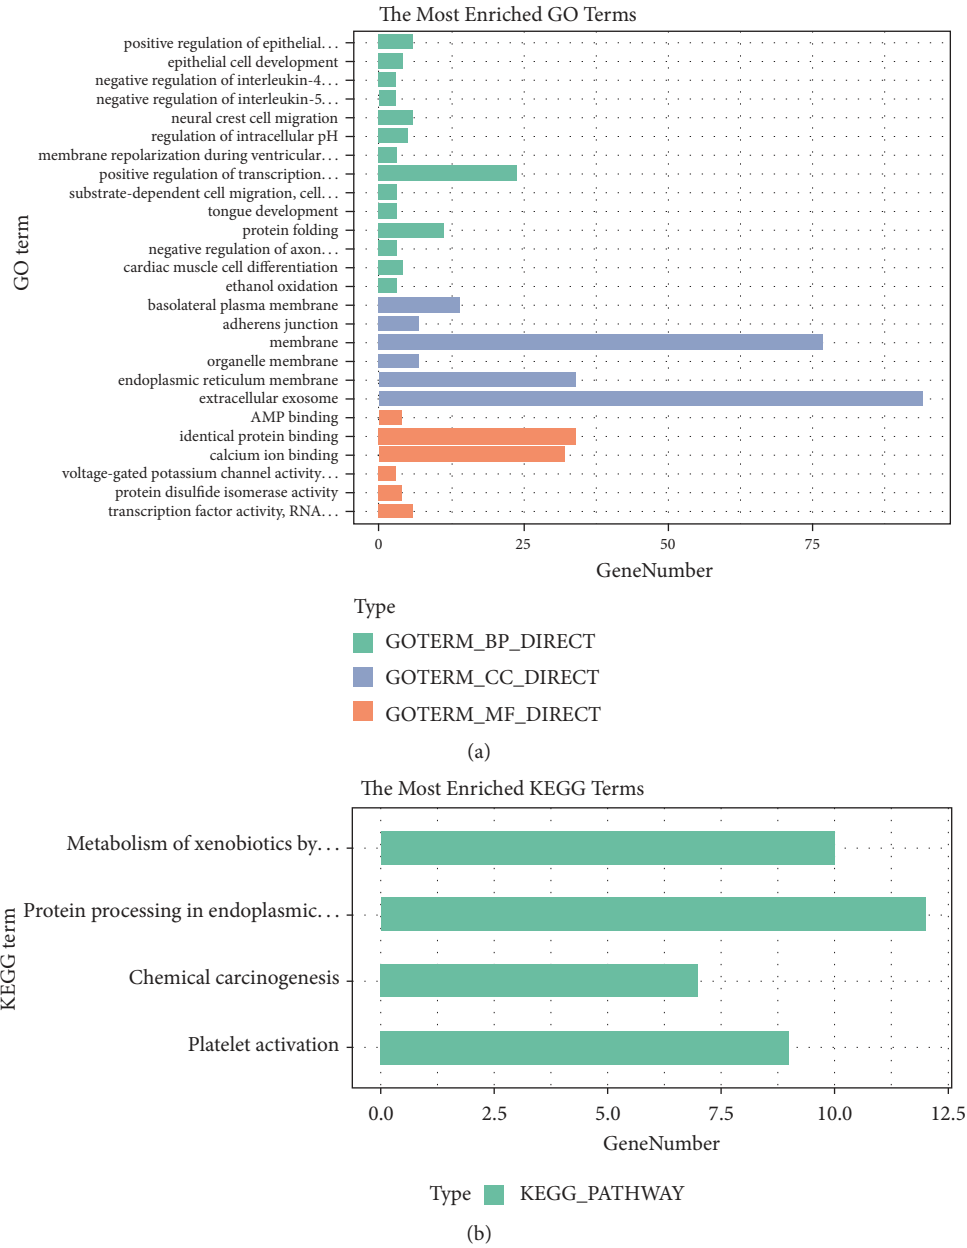 The Most Enriched GO Terms
positive regulation of epithelial...
epithelial cell development
negative regulation of interleukin-4...
negative regulation of interleukin-5...
neural crest cell migration
regulation of intracellular pH
membrane repolarization during ventricular...
positive regulation of transcription...
substrate-dependent cell migration, cell...
tongue development
protein folding
negative regulation of axon...
cardiac muscle cell differentiation
ethanol oxidation
basolateral plasma membrane
adherens junction
membrane
organelle membrane
endoplasmic reticulum membrane
extracellular exosome
AMP binding
identical protein binding
calcium ion binding
voltage-gated potassium channel activity...
protein disulfide isomerase activity
transcription factor activity, RNA...
GO term
0 25 50 75
GeneNumber
Type
GOTERM_BP_DIRECT
GOTERM_CC_DIRECT
GOTERM_MF_DIRECT
(a)
The Most Enriched KEGG Terms
Metabolism of xenobiotics by...
Protein processing in endoplasmic...
Chemical carcinogenesis
Platelet activation
KEGG term
0.0 2.5 5.0 7.5 10.0 12.5
GeneNumber
Type KEGG_PATHWAY
(b)